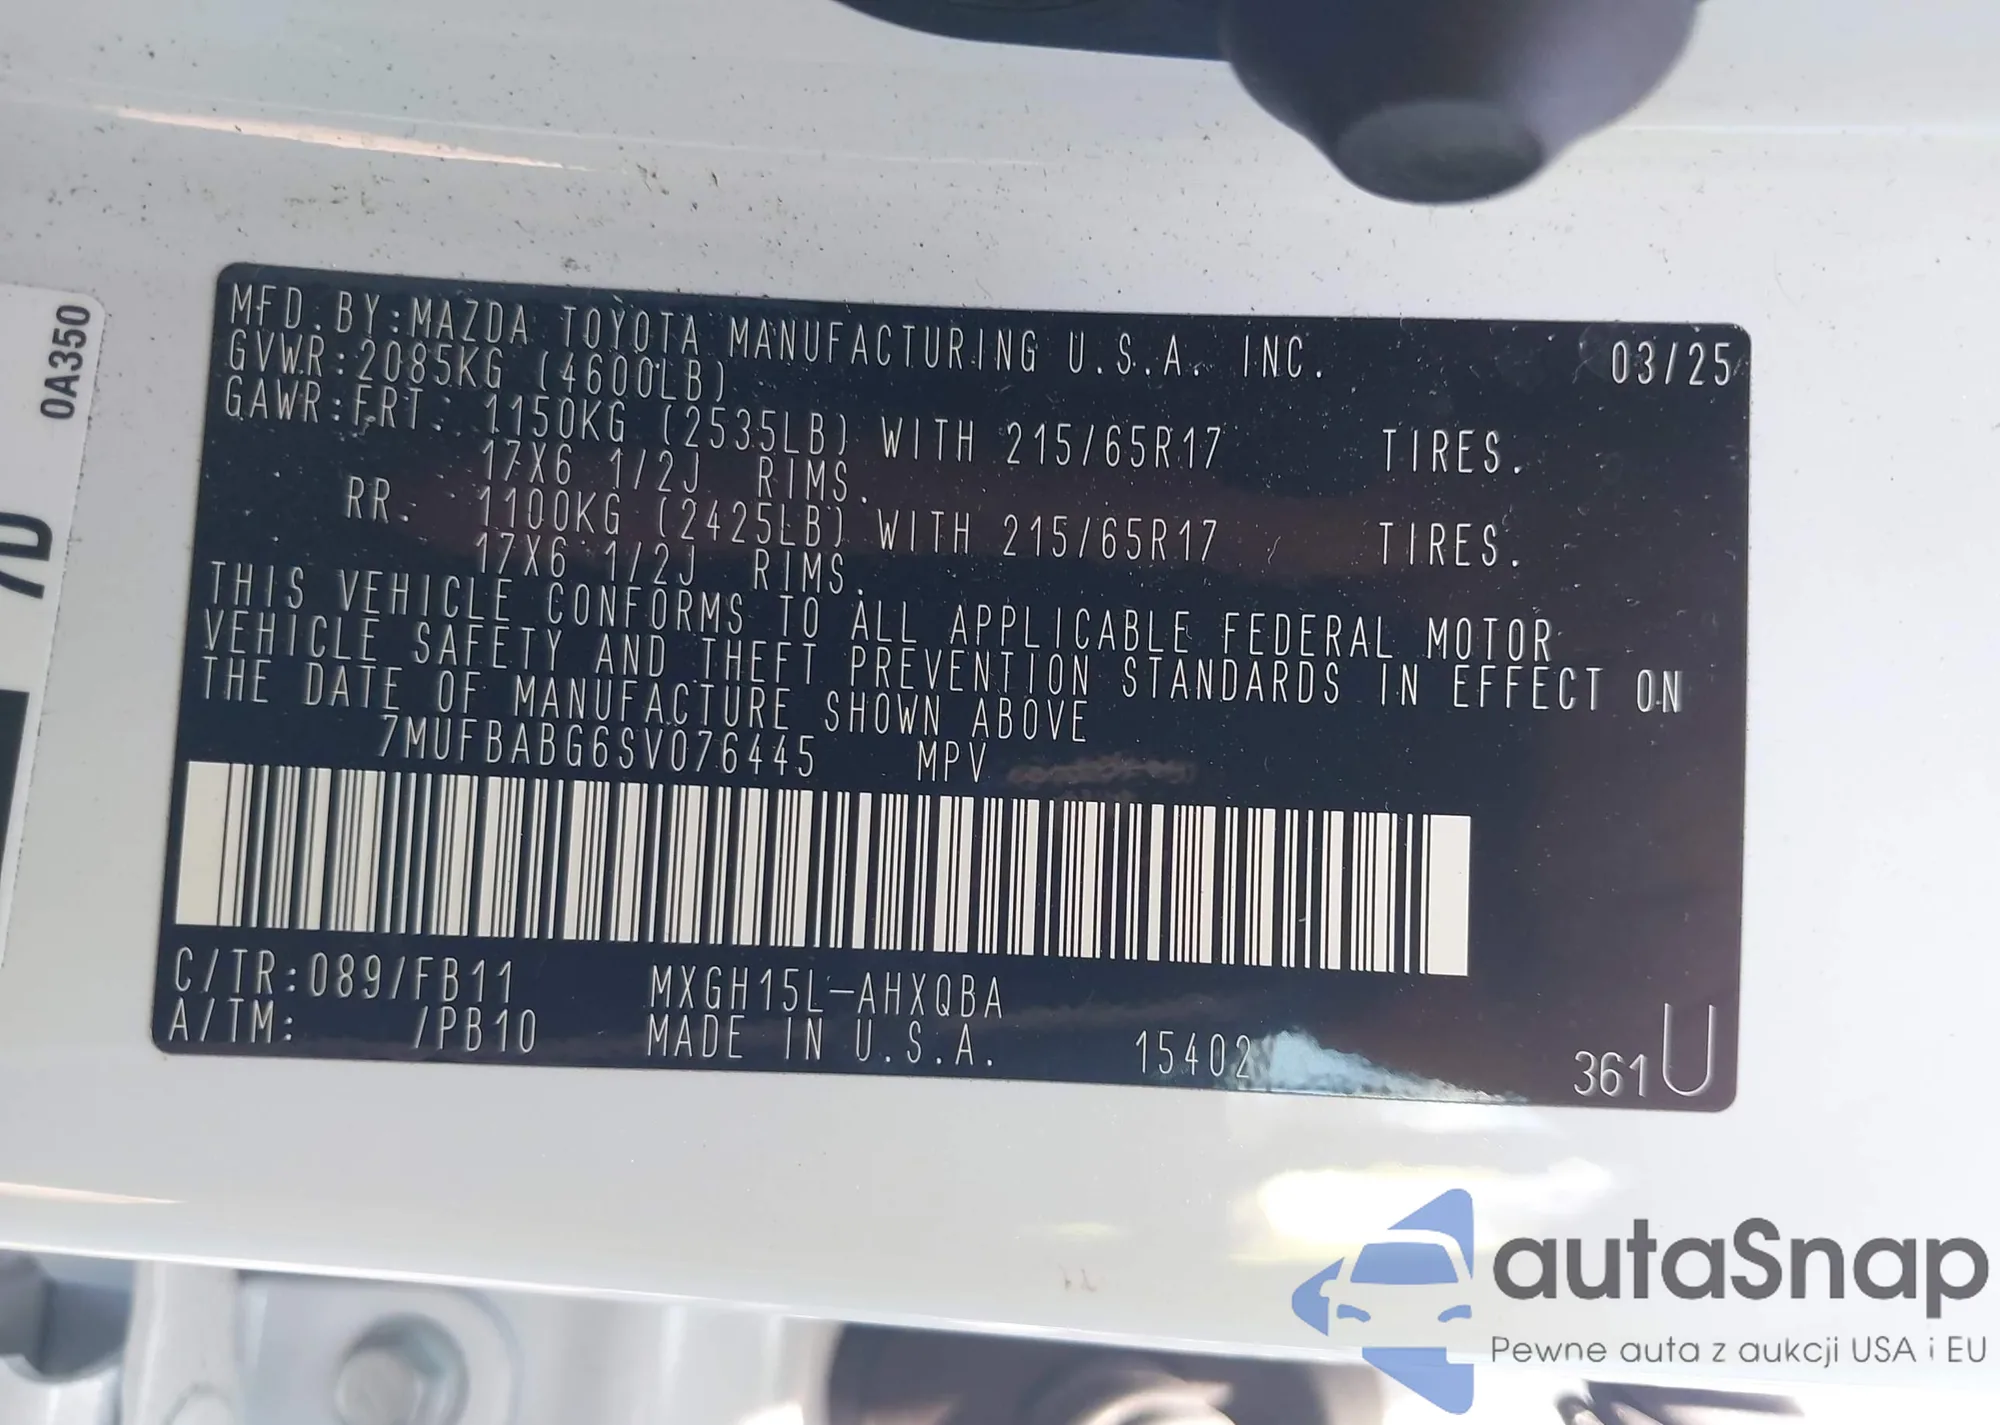 0A350
7D
MFD. BY:MAZDA TOYOTA MANUFACTURING U.S.A. INC. 03/25
GVWR:2085KG (4600LB)
GAWR:FRT: 1150KG (2535LB) WITH 215/65R17 TIRES.
17X6 1/2J RIMS.
RR. 1100KG (2425LB) WITH 215/65R17 TIRES.
17X6 1/2J RIMS.
THIS VEHICLE CONFORMS TO ALL APPLICABLE FEDERAL MOTOR
VEHICLE SAFETY AND THEFT PREVENTION STANDARDS IN EFFECT ON
THE DATE OF MANUFACTURE SHOWN ABOVE
7MUFBABG6SV076445 MPV
C/TR:089/FB11 MXGH15L-AHXQBA
A/TM: /PB10 MADE IN U.S.A. 15402 361U
autaSnap
Pewne auta z aukcji USA i EU